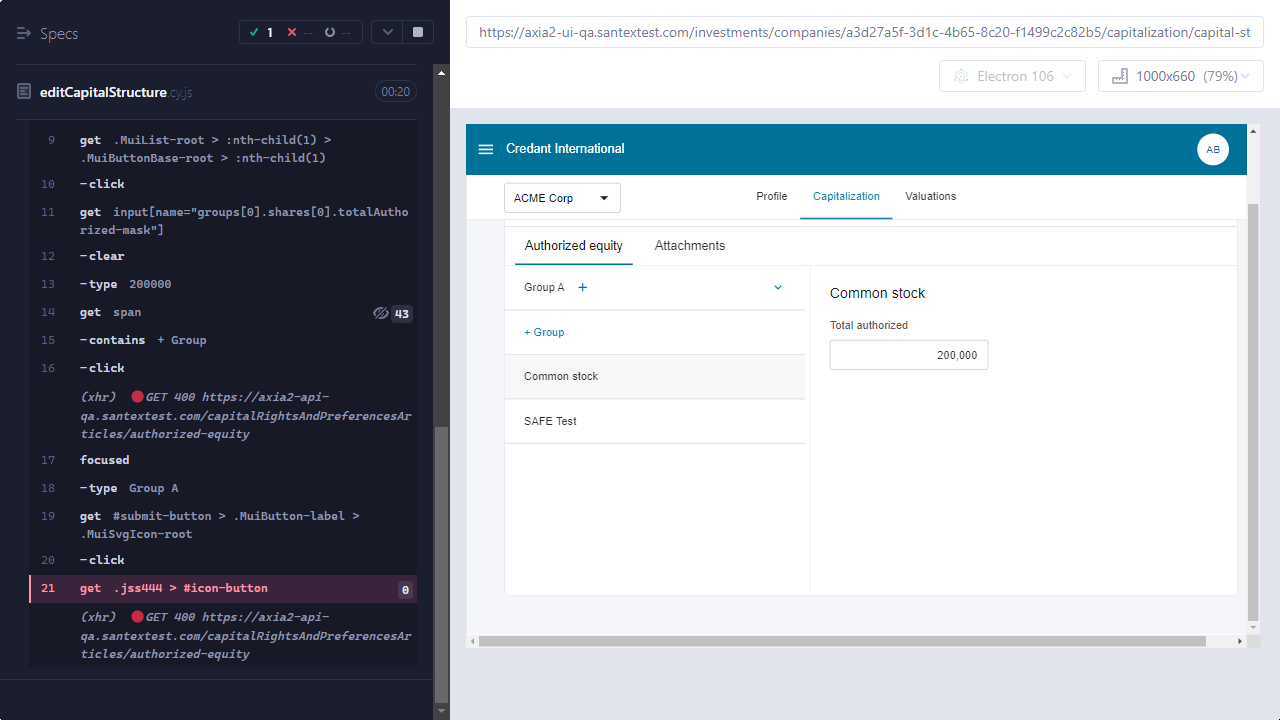 Specs
1
--
--
editCapitalStructure.cy.js
00:20
9 get .MuiList-root > :nth-child(1) >
.MuiButtonBase-root > :nth-child(1)
10 -click
11 get input[name="groups[0].shares[0].totalAutho
rized-mask"]
12 -clear
13 -type 200000
14 get span 43
15 -contains + Group
16 -click
(xhr) GET 400 https://axia2-api-
qa.santextest.com/capitalRightsAndPreferencesAr
ticles/authorized-equity
17 focused
18 -type Group A
19 get #submit-button > .MuiButton-label >
.MuiSvgIcon-root
20 -click
21 get .jss444 > #icon-button 0
(xhr) GET 400 https://axia2-api-
qa.santextest.com/capitalRightsAndPreferencesAr
ticles/authorized-equity
https://axia2-ui-qa.santextest.com/investments/companies/a3d27a5f-3d1c-4b65-8c20-f1499c2c82b5/capitalization/capital-st
Electron 106
1000x660 (79%)
Credant International
AB
ACME Corp
Profile Capitalization Valuations
Authorized equity Attachments
Group A +
+ Group
Common stock
SAFE Test
Common stock
Total authorized
200,000